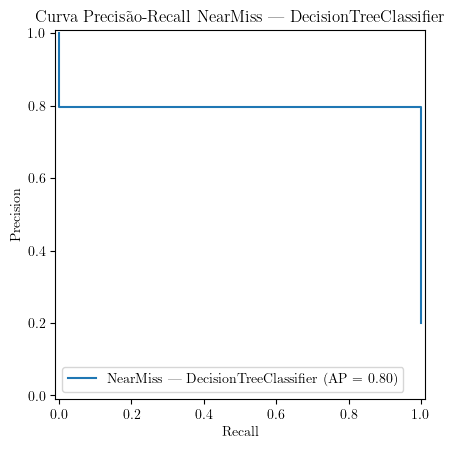 Curva Precisão-Recall NearMiss — DecisionTreeClassifier
1.0
0.8
0.6
0.4
0.2
0.0
Precision
NearMiss — DecisionTreeClassifier (AP = 0.80)
0.0 0.2 0.4 0.6 0.8 1.0
Recall